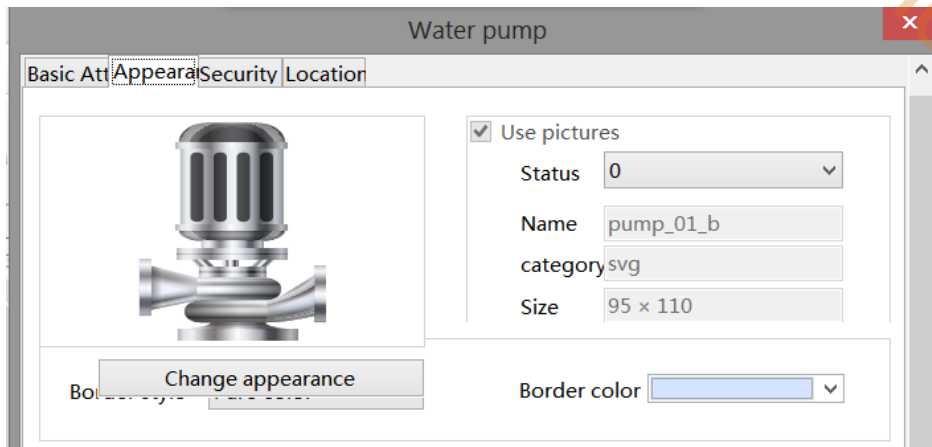 Water pump
Basic Att Appeara Security Location
Use pictures
Status 0
Name pump_01_b
category svg
Size 95 × 110
Change appearance
Border color